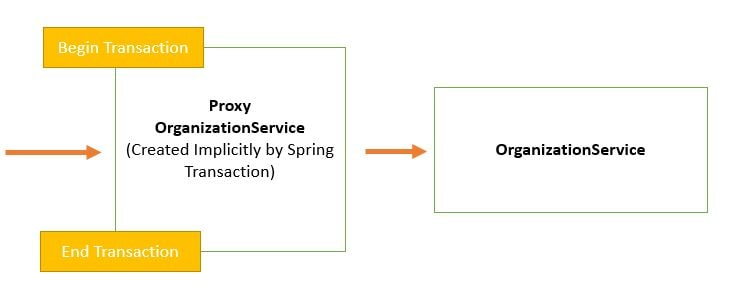 Begin Transaction
Proxy
OrganizationService
(Created Implicitly by Spring
Transaction)
End Transaction
OrganizationService